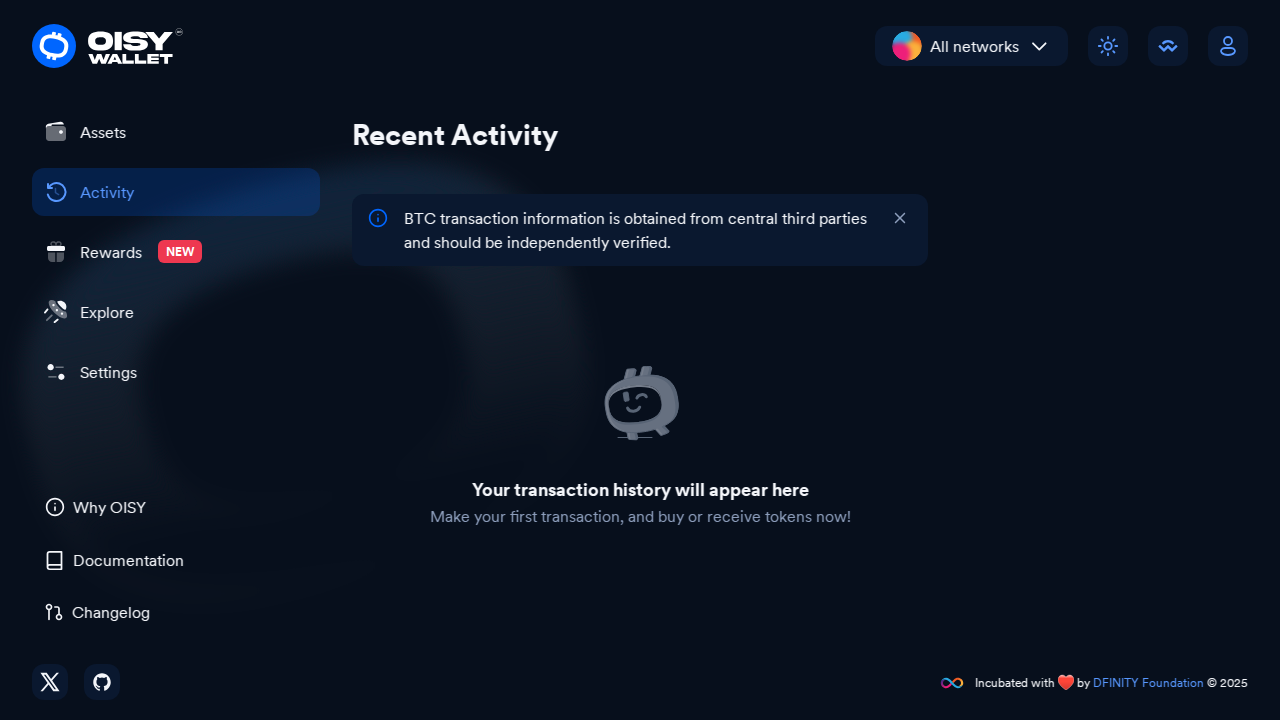 OISY
WALLET
All networks
Assets
Activity
Rewards NEW
Explore
Settings
Why OISY
Documentation
Changelog
Recent Activity
BTC transaction information is obtained from central third parties
and should be independently verified.
Your transaction history will appear here
Make your first transaction, and buy or receive tokens now!
Incubated with ❤️ by DFINITY Foundation © 2025